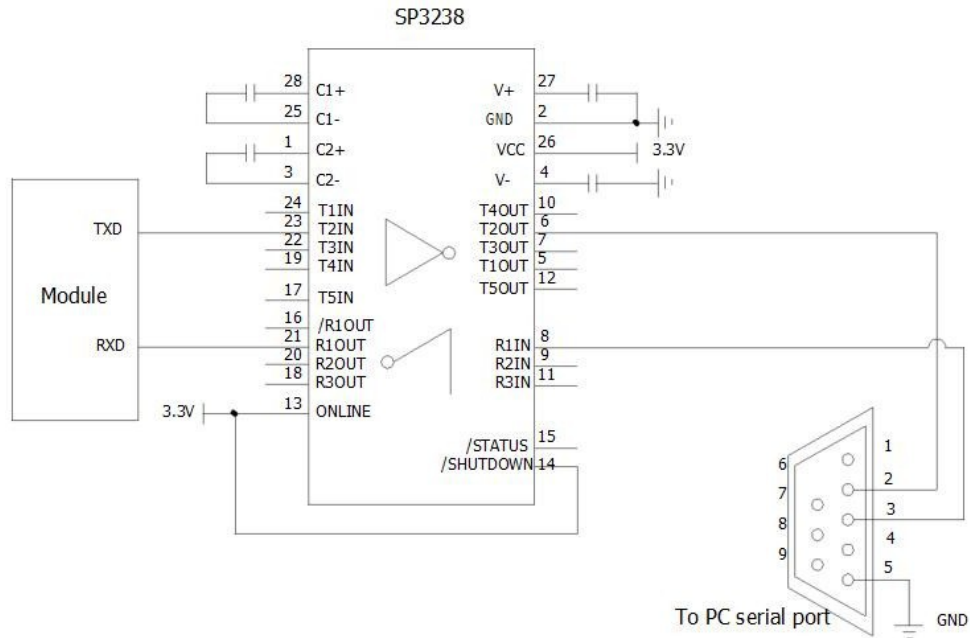 SP3238
28 C1+
25 C1-
1 C2+
3 C2-
24 T1IN
23 T2IN
22 T3IN
19 T4IN
17 T5IN
16 /R1OUT
21 R1OUT
20 R2OUT
18 R3OUT
3.3V 13 ONLINE
V+ 27
GND 2
VCC 26 3.3V
V- 4
T4OUT 10
T2OUT 6
T3OUT 7
T1OUT 5
T5OUT 12
R1IN 8
R2IN 9
R3IN 11
/STATUS 15
/SHUTDOWN 14
TXD
Module
RXD
1
6
2
7
3
8
4
9
5
To PC serial port
GND